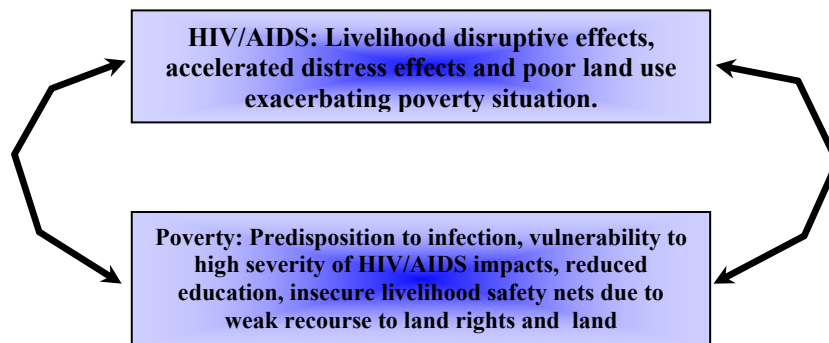 HIV/AIDS: Livelihood disruptive effects,
accelerated distress effects and poor land use
exacerbating poverty situation.
Poverty: Predisposition to infection, vulnerability to
high severity of HIV/AIDS impacts, reduced
education, insecure livelihood safety nets due to
weak recourse to land rights and land